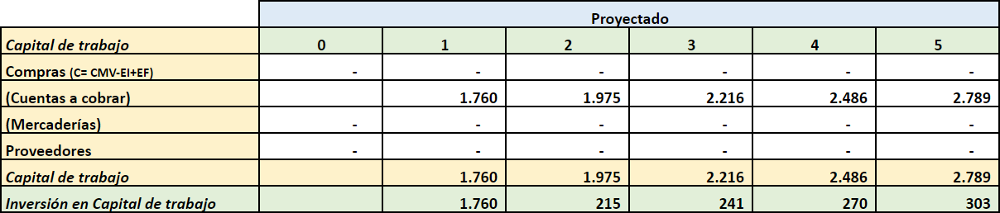 Proyectado
Capital de trabajo 0 1 2 3 4 5
Compras (C= CMV-EI+EF) - - - - - -
(Cuentas a cobrar) 1.760 1.975 2.216 2.486 2.789
(Mercaderías) - - - - - -
Proveedores - - - - - -
Capital de trabajo 1.760 1.975 2.216 2.486 2.789
Inversión en Capital de trabajo 1.760 215 241 270 303